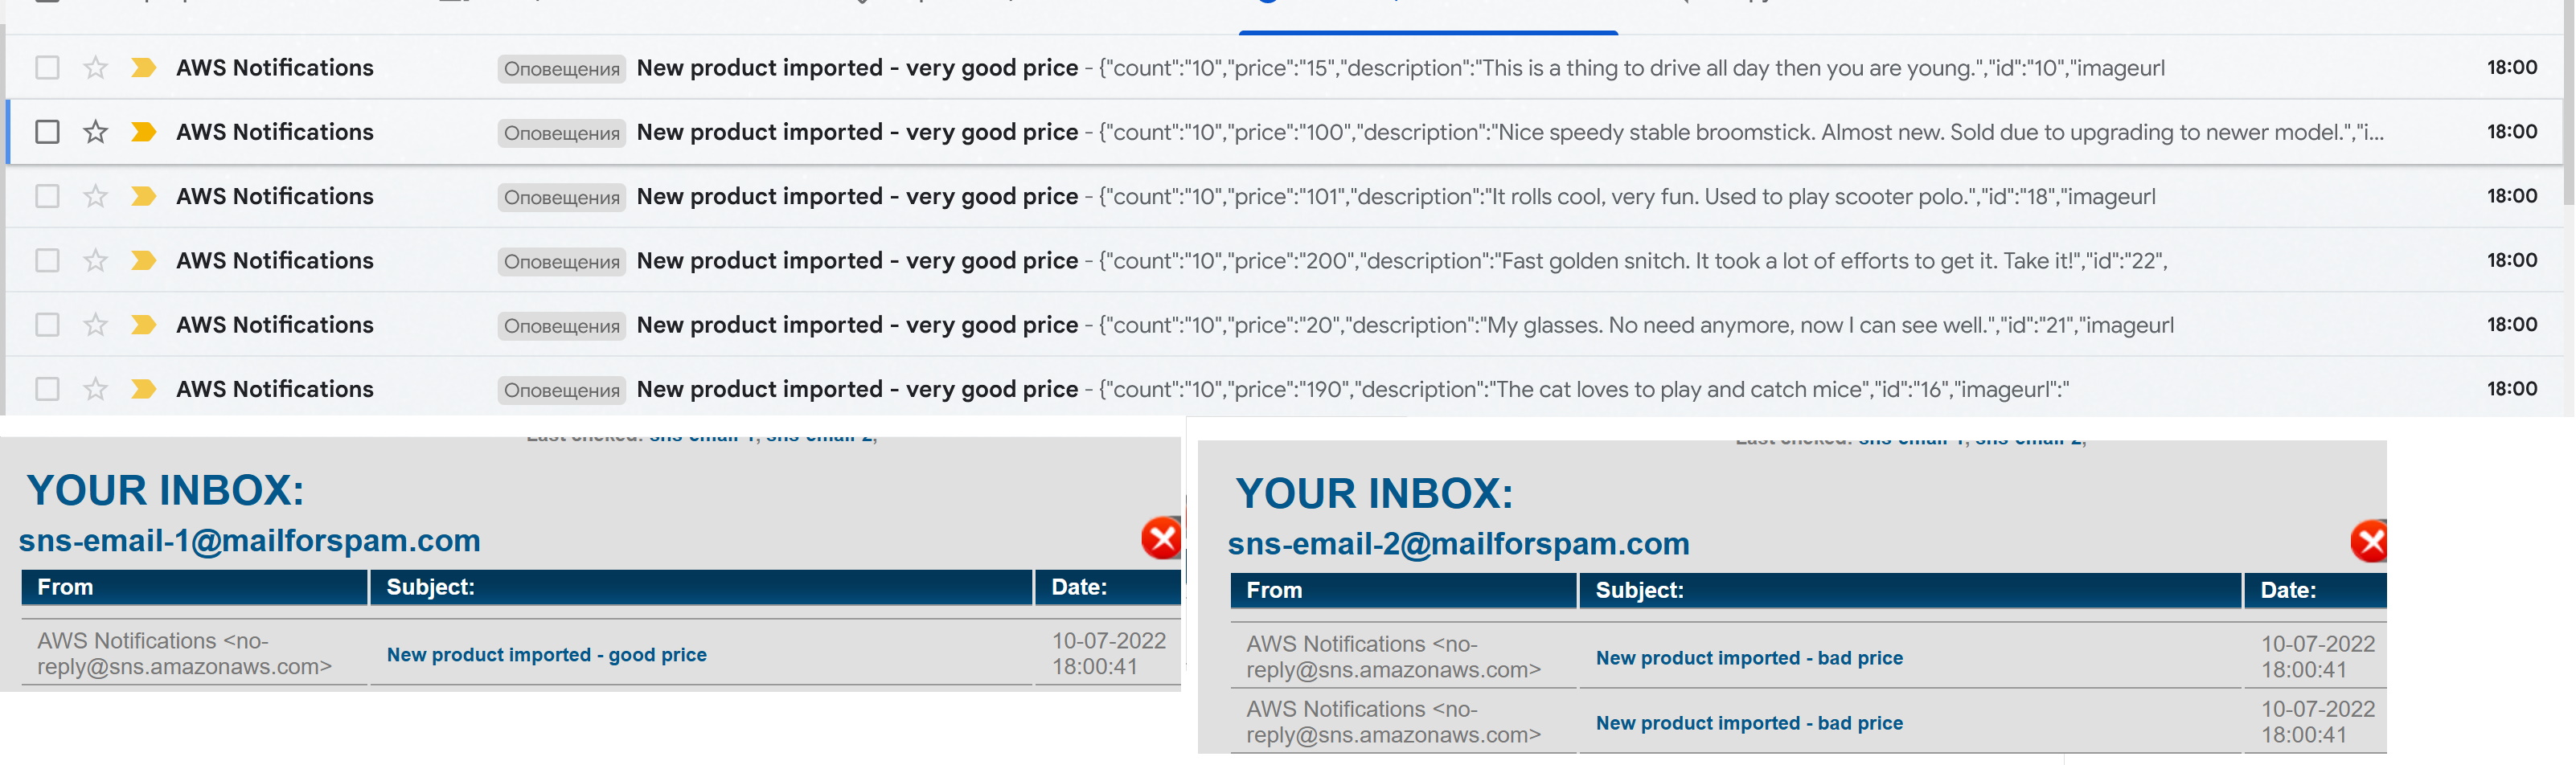 AWS Notifications Оповещения New product imported - very good price - {"count":"10","price":"15","description":"This is a thing to drive all day then you are young.","id":"10","imageurl 18:00
AWS Notifications Оповещения New product imported - very good price - {"count":"10","price":"100","description":"Nice speedy stable broomstick. Almost new. Sold due to upgrading to newer model.","i... 18:00
AWS Notifications Оповещения New product imported - very good price - {"count":"10","price":"101","description":"It rolls cool, very fun. Used to play scooter polo.","id":"18","imageurl 18:00
AWS Notifications Оповещения New product imported - very good price - {"count":"10","price":"200","description":"Fast golden snitch. It took a lot of efforts to get it. Take it!","id":"22", 18:00
AWS Notifications Оповещения New product imported - very good price - {"count":"10","price":"20","description":"My glasses. No need anymore, now I can see well.","id":"21","imageurl 18:00
AWS Notifications Оповещения New product imported - very good price - {"count":"10","price":"190","description":"The cat loves to play and catch mice","id":"16","imageurl":" 18:00
YOUR INBOX:
sns-email-1@mailforspam.com
From Subject: Date:
AWS Notifications <no-
reply@sns.amazonaws.com>
New product imported - good price
10-07-2022
18:00:41
YOUR INBOX:
sns-email-2@mailforspam.com
From Subject: Date:
AWS Notifications <no-
reply@sns.amazonaws.com>
New product imported - bad price
10-07-2022
18:00:41
AWS Notifications <no-
reply@sns.amazonaws.com>
New product imported - bad price
10-07-2022
18:00:41